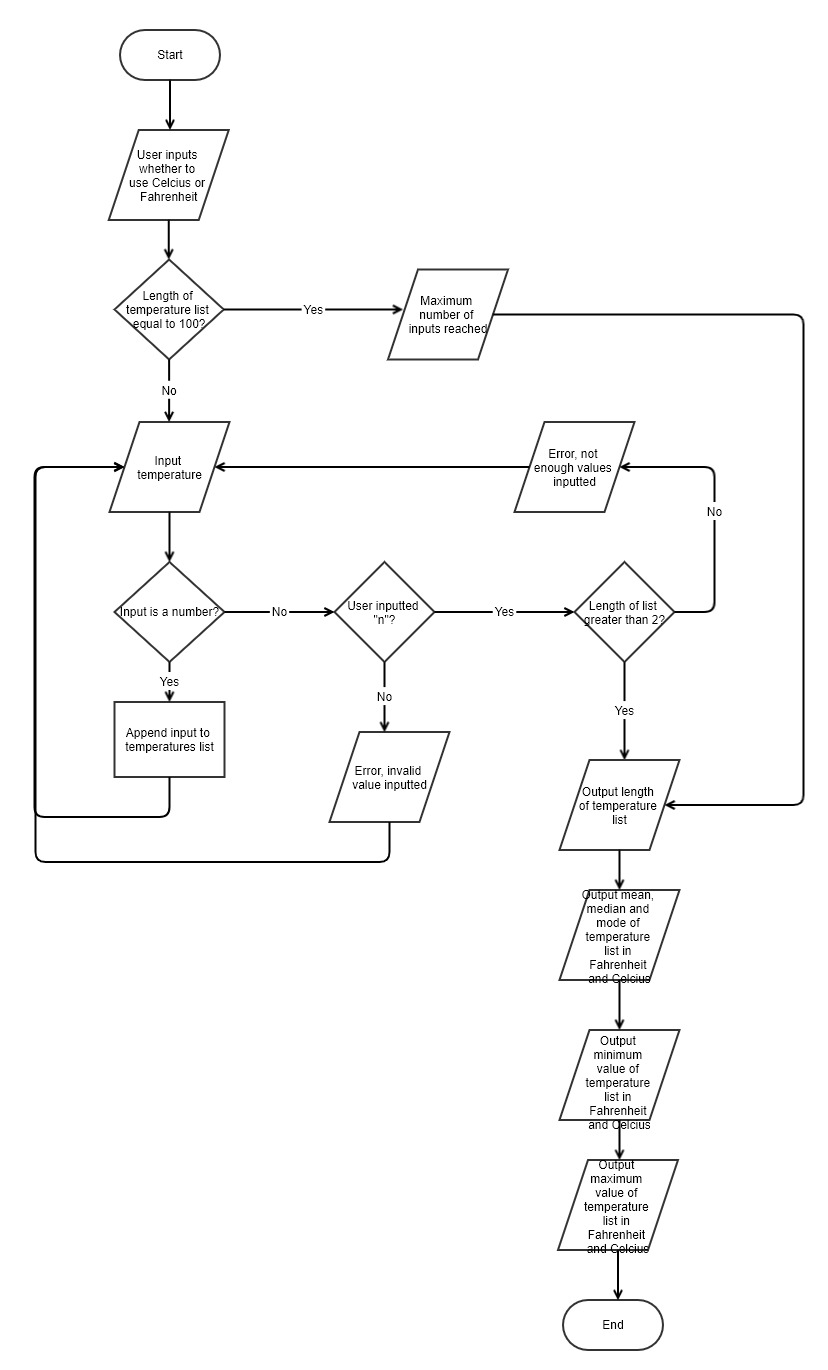 Start
User inputs
whether to
use Celcius or
Fahrenheit
Length of
temperature list
equal to 100?
Yes
Maximum
number of
inputs reached
No
Input
temperature
Error, not
enough values
inputted
No
Input is a number?
No
User inputted
"n"?
Yes
Length of list
greater than 2?
Yes
No
Yes
Append input to
temperatures list
Error, invalid
value inputted
Output length
of temperature
list
Output mean,
median and
mode of
temperature
list in
Fahrenheit
and Celcius
Output
minimum
value of
temperature
list in
Fahrenheit
and Celcius
Output
maximum
value of
temperature
list in
Fahrenheit
and Celcius
End